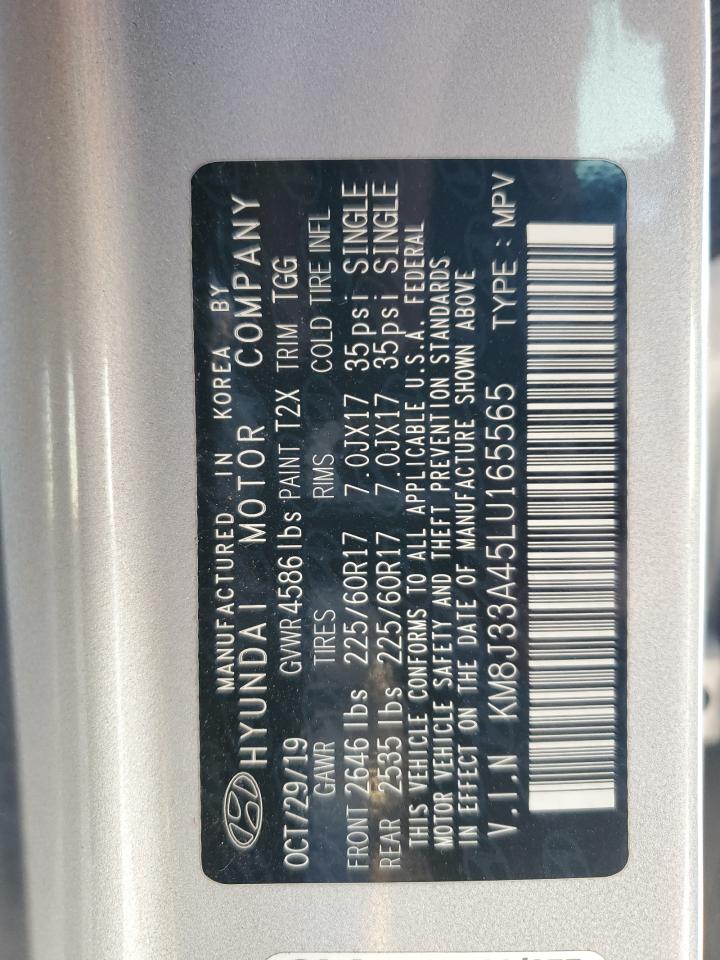 MANUFACTURED IN KOREA BY
HYUNDAI MOTOR COMPANY
OCT/29/19 GVWR4586lbs PAINT T2X TRIM TGG
GAWR TIRES RIMS COLD TIRE INFL
FRONT 2646 lbs 225/60R17 7.0JX17 35psi SINGLE
REAR 2535 lbs 225/60R17 7.0JX17 35psi SINGLE
THIS VEHICLE CONFORMS TO ALL APPLICABLE U.S.A. FEDERAL
MOTOR VEHICLE SAFETY AND THEFT PREVENTION STANDARDS
IN EFFECT ON THE DATE OF MANUFACTURE SHOWN ABOVE
V.I.N KM8J33A45LU165565 TYPE : MPV